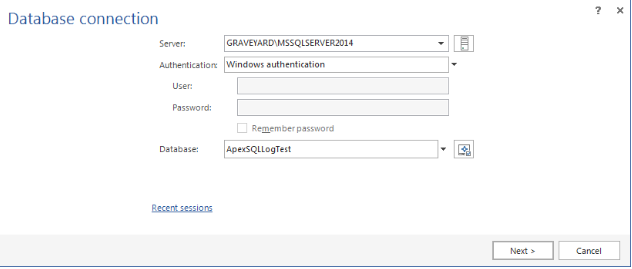 Database connection
Server: GRAVEYARD\MSSQLSERVER2014
Authentication: Windows authentication
User:
Password:
Remember password
Database: ApexSQLLogTest
Recent sessions
Next > Cancel